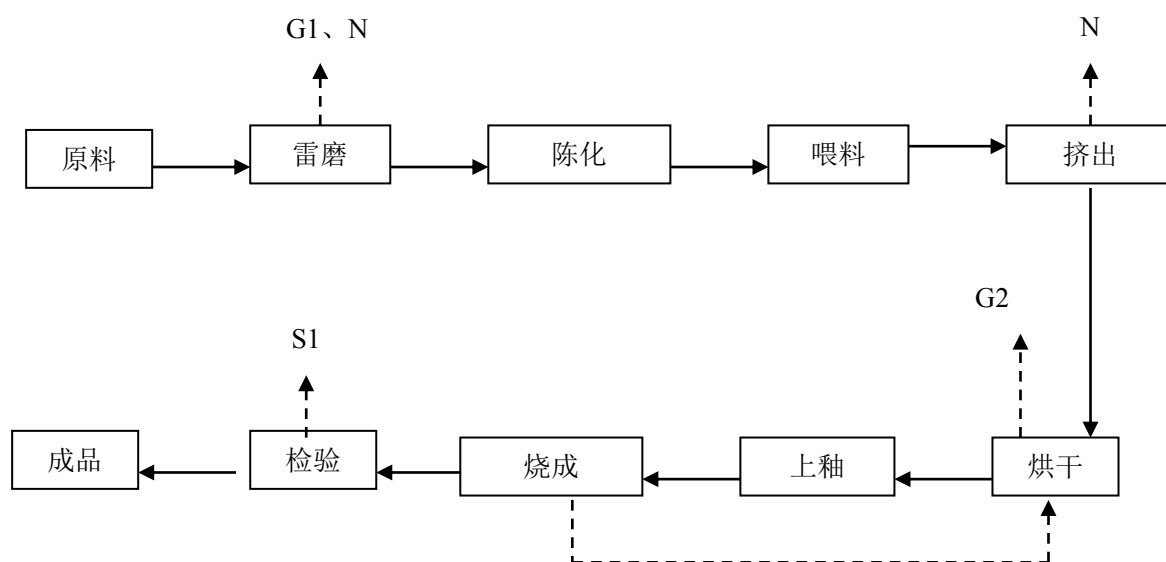 G1、N
N
原料
雷磨
陈化
喂料
挤出
G2
S1
成品
检验
烧成
上釉
烘干